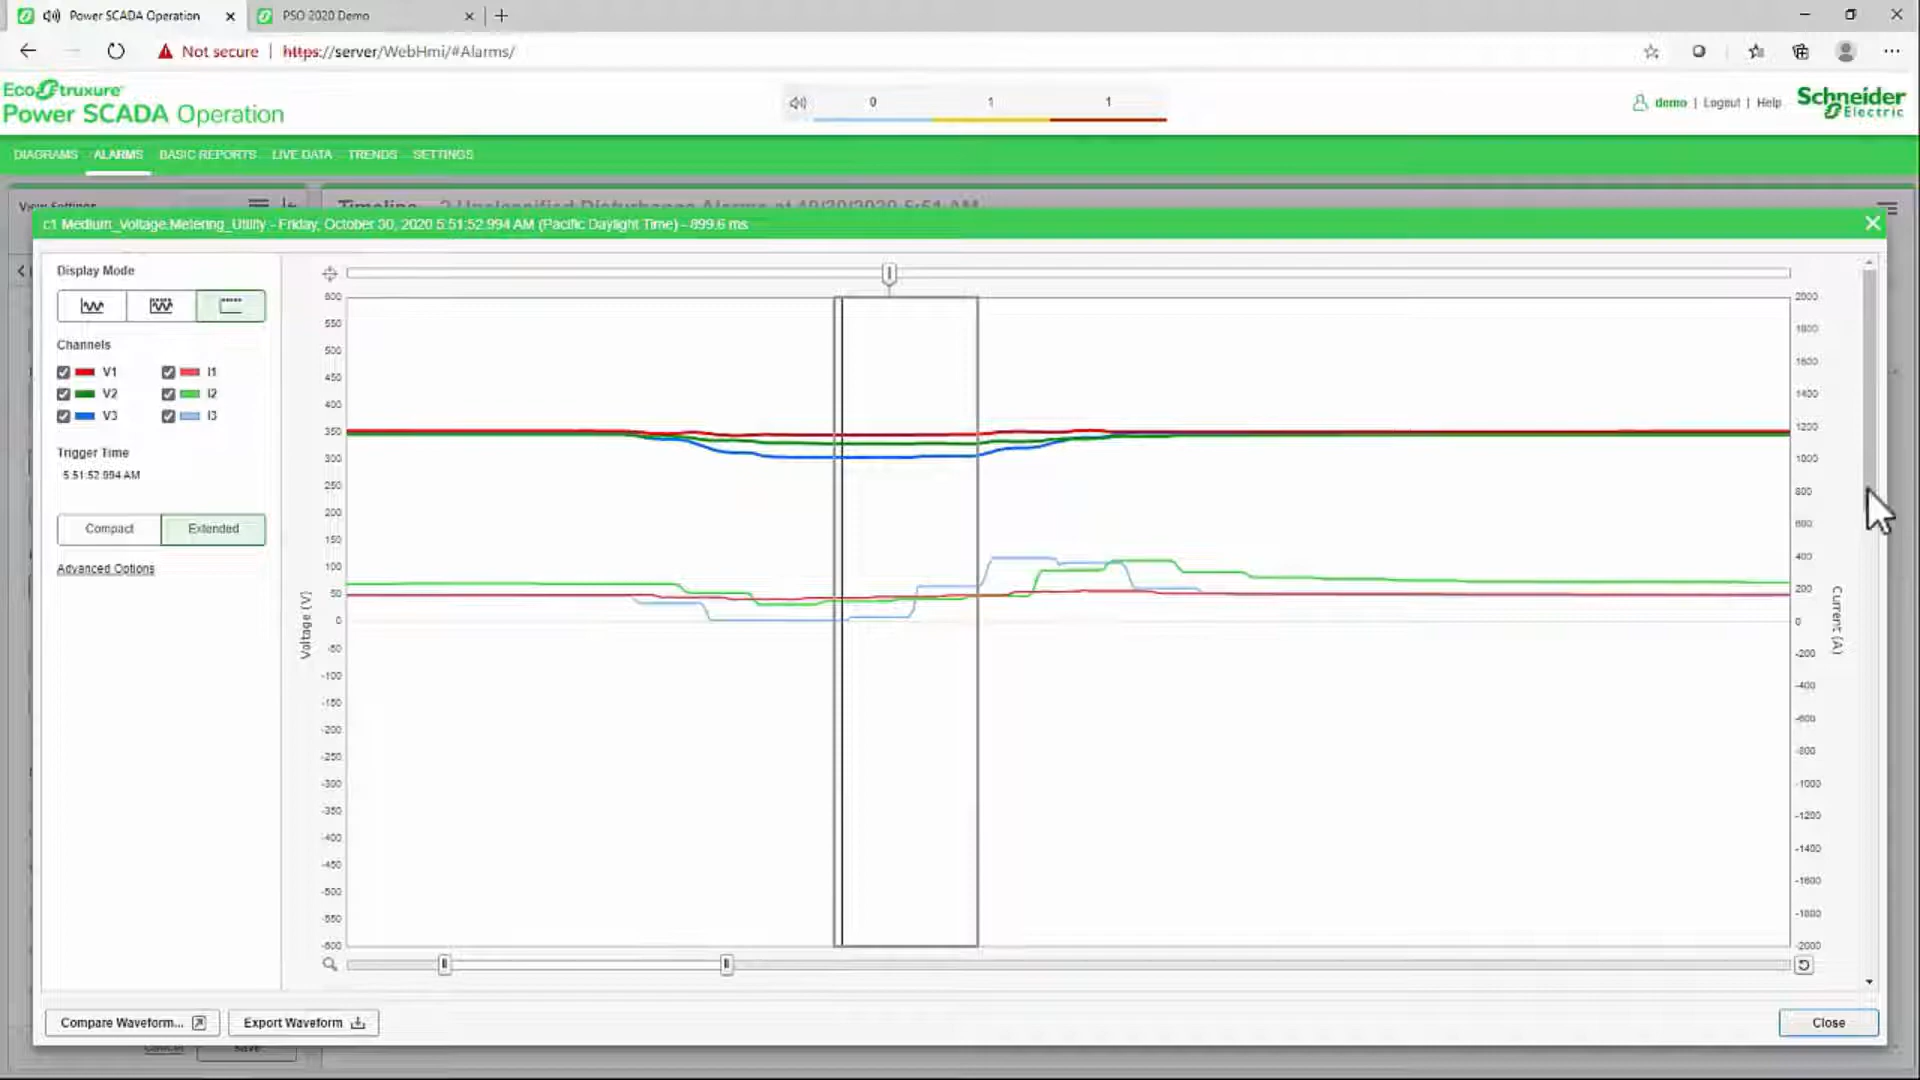 Power SCADA Operation
PSO 2020 Demo
Not secure
https://server/WebHmi/#Alarms/
EcoStruxure
Power SCADA Operation
0 1 1
demo | Logout | Help
Schneider Electric
DIAGRAMS ALARMS BASIC REPORTS LIVE DATA TRENDS SETTINGS
c1 Medium_Voltage.Metering_Utility - Friday, October 30, 2020 5:51:52.994 AM (Pacific Daylight Time) - 899.6 ms
Display Mode
Channels
V1 I1
V2 I2
V3 I3
Trigger Time
5:51:52.994 AM
Compact Extended
Advanced Options
Voltage (V)
600
550
500
450
400
350
300
250
200
150
100
50
0
-50
-100
-150
-200
-250
-300
-350
-400
-450
-500
-550
-600
2000
1800
1600
1400
1200
1000
800
600
400
200
0
-200
-400
-600
-800
-1000
-1200
-1400
-1600
-1800
-2000
Current (A)
Compare Waveform...
Export Waveform
Close
Cancel